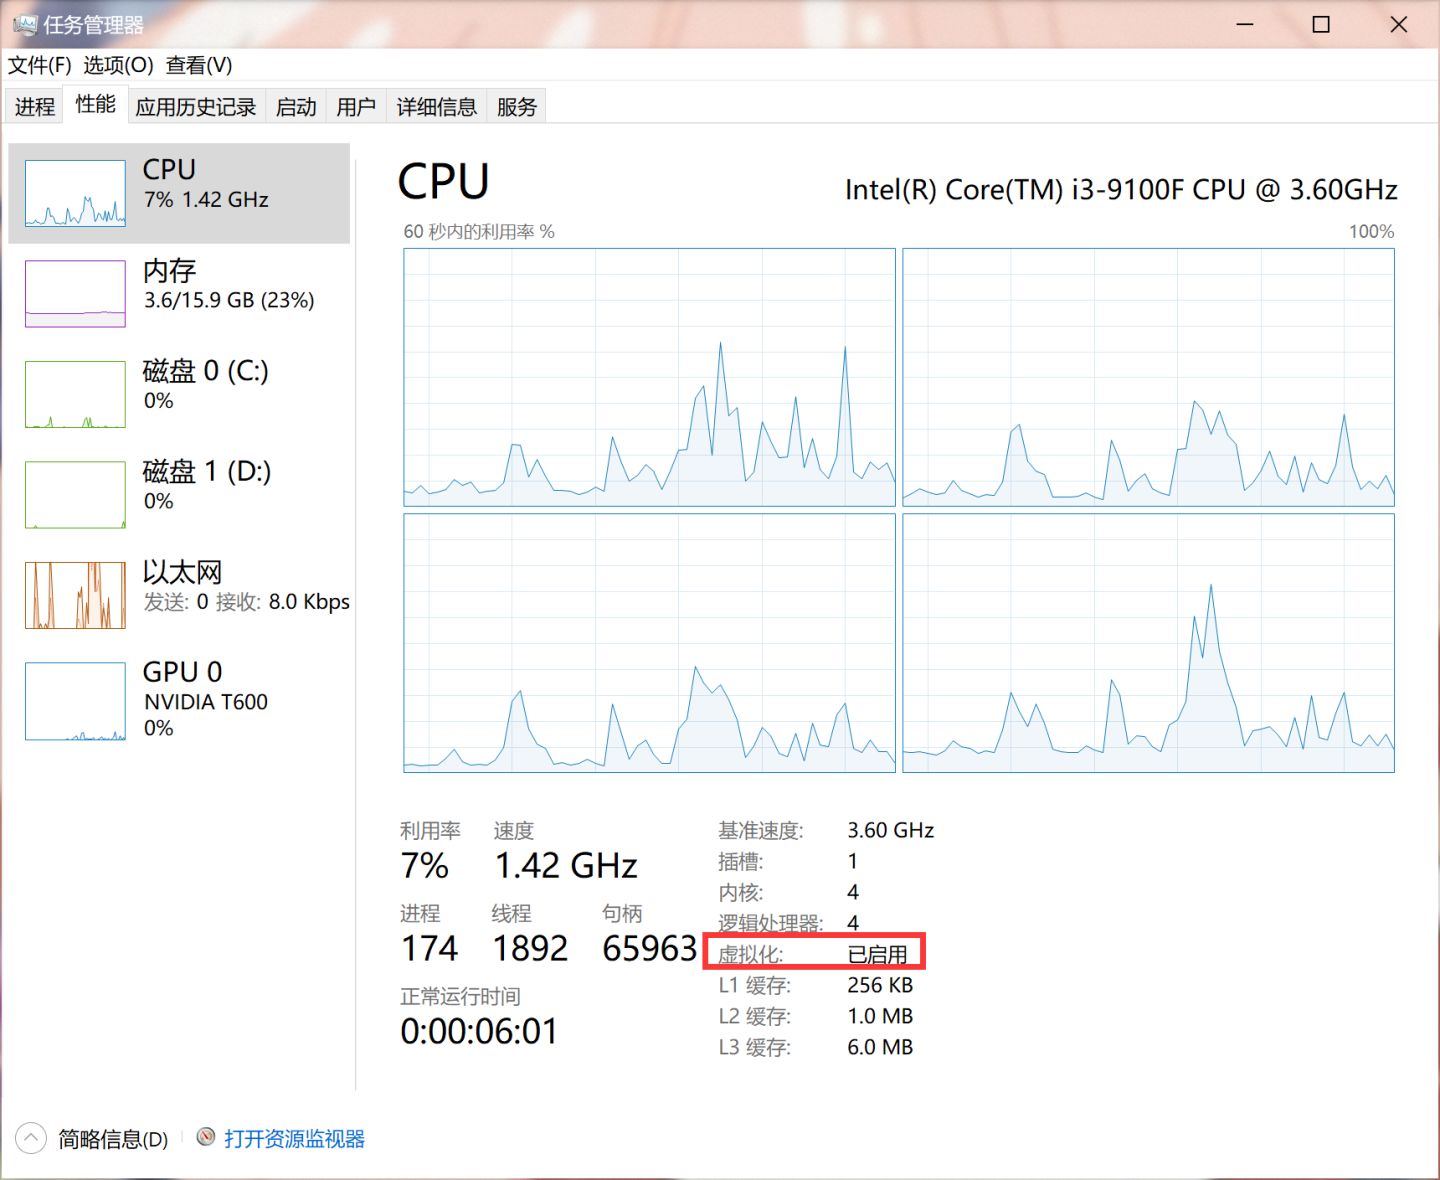 任务管理器
文件(F) 选项(O) 查看(V)
进程 性能 应用历史记录 启动 用户 详细信息 服务
CPU
7% 1.42 GHz
内存
3.6/15.9 GB (23%)
磁盘 0 (C:)
0%
磁盘 1 (D:)
0%
以太网
发送: 0 接收: 8.0 Kbps
GPU 0
NVIDIA T600
0%
CPU
Intel(R) Core(TM) i3-9100F CPU @ 3.60GHz
60 秒内的利用率 % 100%
利用率 速度
7% 1.42 GHz
进程 线程 句柄
174 1892 65963
正常运行时间
0:00:06:01
基准速度: 3.60 GHz
插槽: 1
内核: 4
逻辑处理器: 4
虚拟化: 已启用
L1 缓存: 256 KB
L2 缓存: 1.0 MB
L3 缓存: 6.0 MB
简略信息(D) 打开资源监视器